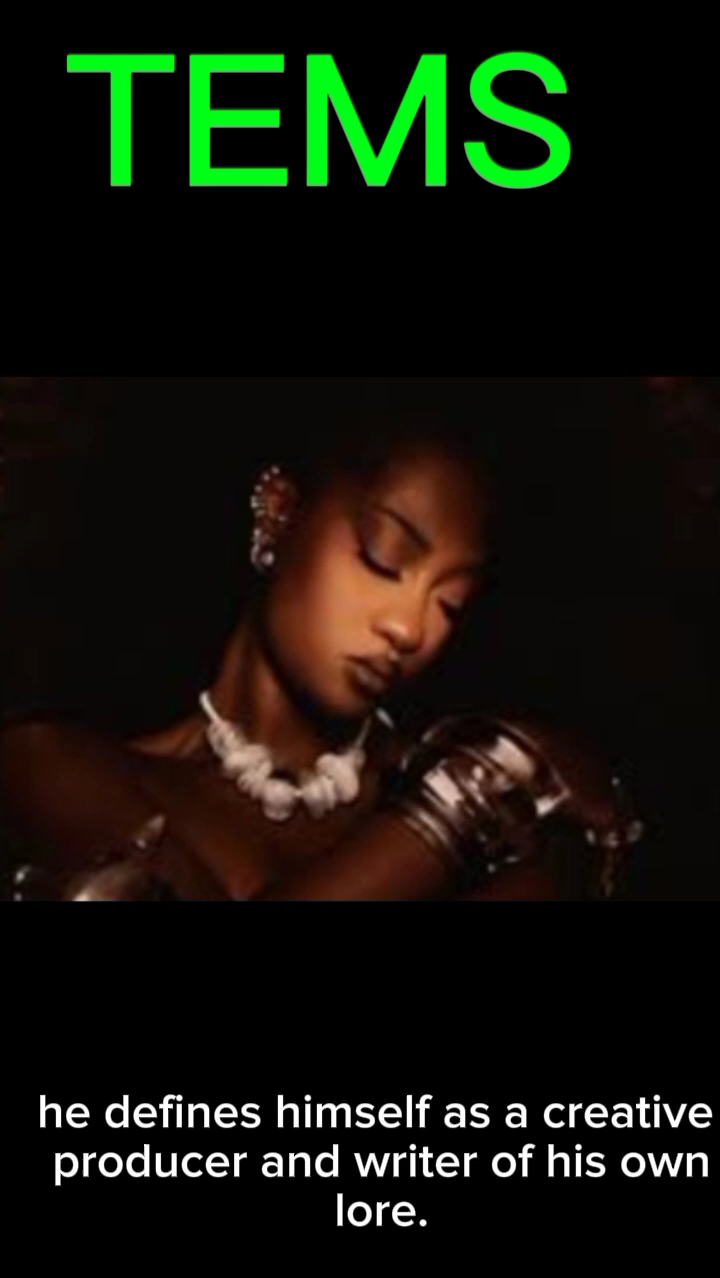 TEMS
he defines himself as a creative
producer and writer of his own
lore.